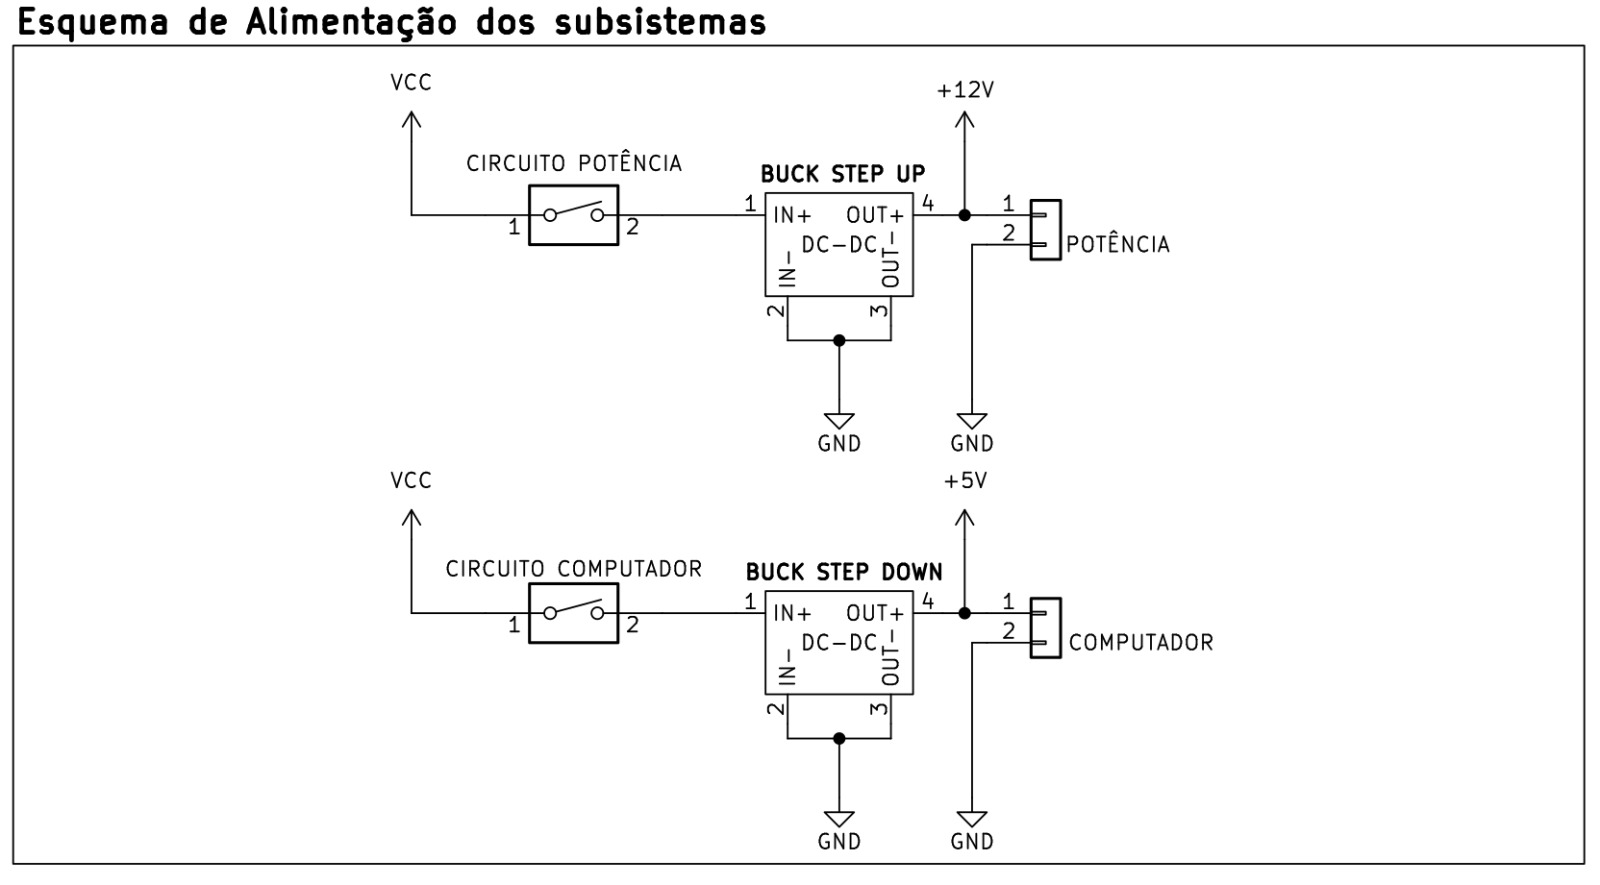 Esquema de Alimentação dos subsistemas
VCC
+12V
CIRCUITO POTÊNCIA
BUCK STEP UP
1 2
1 IN+ OUT+ 4
DC-DC
IN- OUT-
2 3
1
2 POTÊNCIA
GND GND
VCC
+5V
CIRCUITO COMPUTADOR
BUCK STEP DOWN
1 2
1 IN+ OUT+ 4
DC-DC
IN- OUT-
2 3
1
2 COMPUTADOR
GND GND